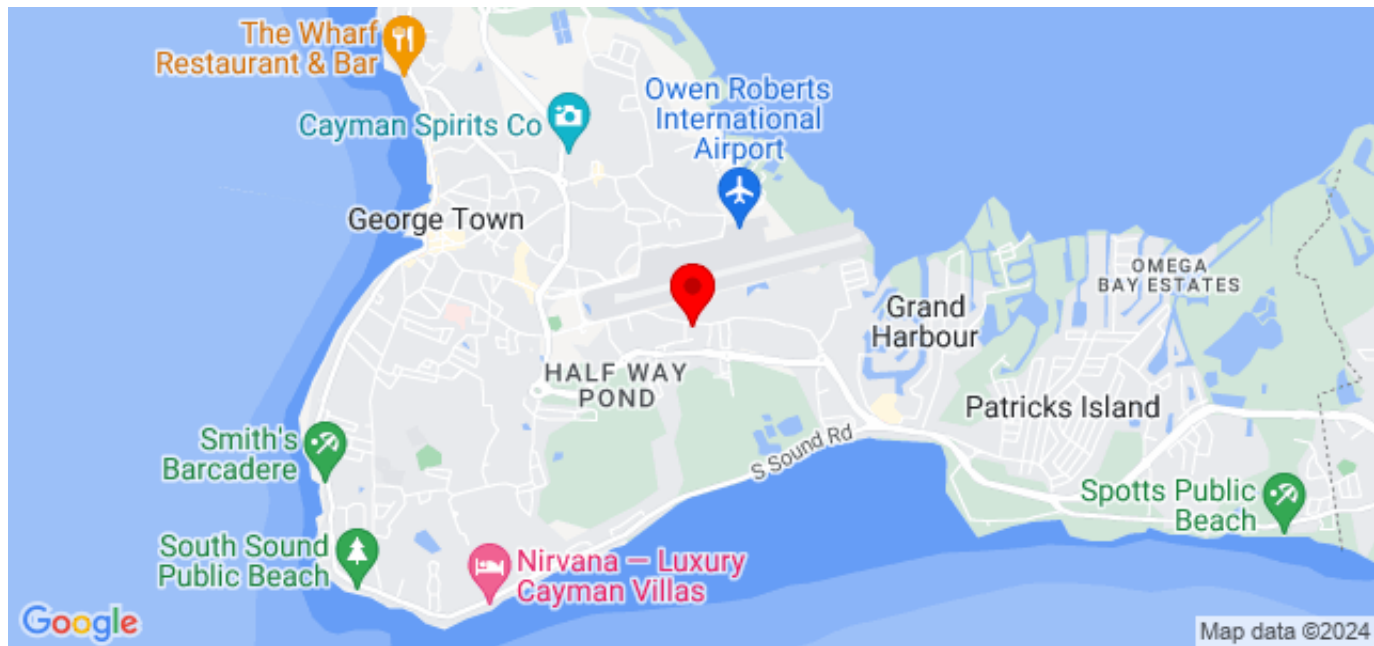 The Wharf
Restaurant & Bar
Owen Roberts
International
Airport
Cayman Spirits Co
George Town
OMEGA
BAY ESTATES
Grand
Harbour
HALF WAY
POND
Patricks Island
Smith's
Barcadere
S Sound Rd
Spotts Public
Beach
South Sound
Public Beach
Nirvana — Luxury
Cayman Villas
Google
Map data ©2024